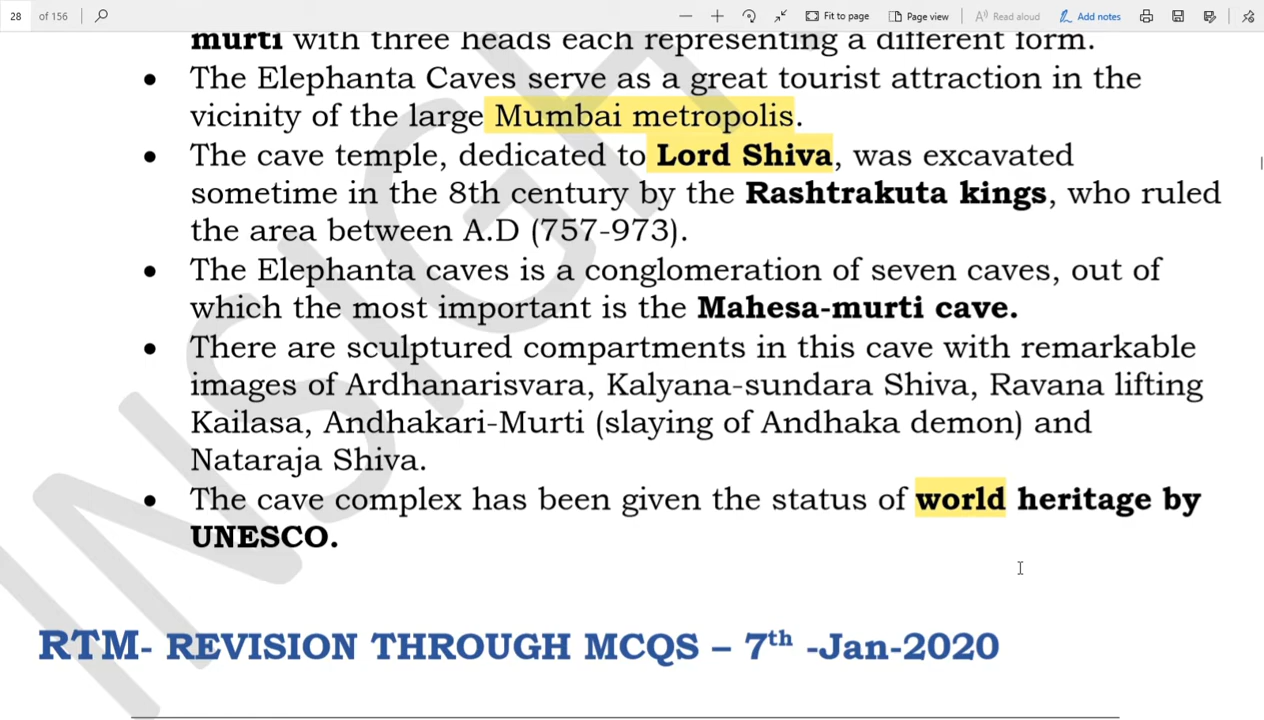 28 of 156 Fit to page Page view Read aloud Add notes
murti with three heads each representing a different form.
• The Elephanta Caves serve as a great tourist attraction in the
vicinity of the large Mumbai metropolis.
• The cave temple, dedicated to Lord Shiva, was excavated
sometime in the 8th century by the Rashtrakuta kings, who ruled
the area between A.D (757-973).
• The Elephanta caves is a conglomeration of seven caves, out of
which the most important is the Mahesa-murti cave.
• There are sculptured compartments in this cave with remarkable
images of Ardhanarisvara, Kalyana-sundara Shiva, Ravana lifting
Kailasa, Andhakari-Murti (slaying of Andhaka demon) and
Nataraja Shiva.
• The cave complex has been given the status of world heritage by
UNESCO.
RTM- REVISION THROUGH MCQS – 7th -Jan-2020
INSIGH